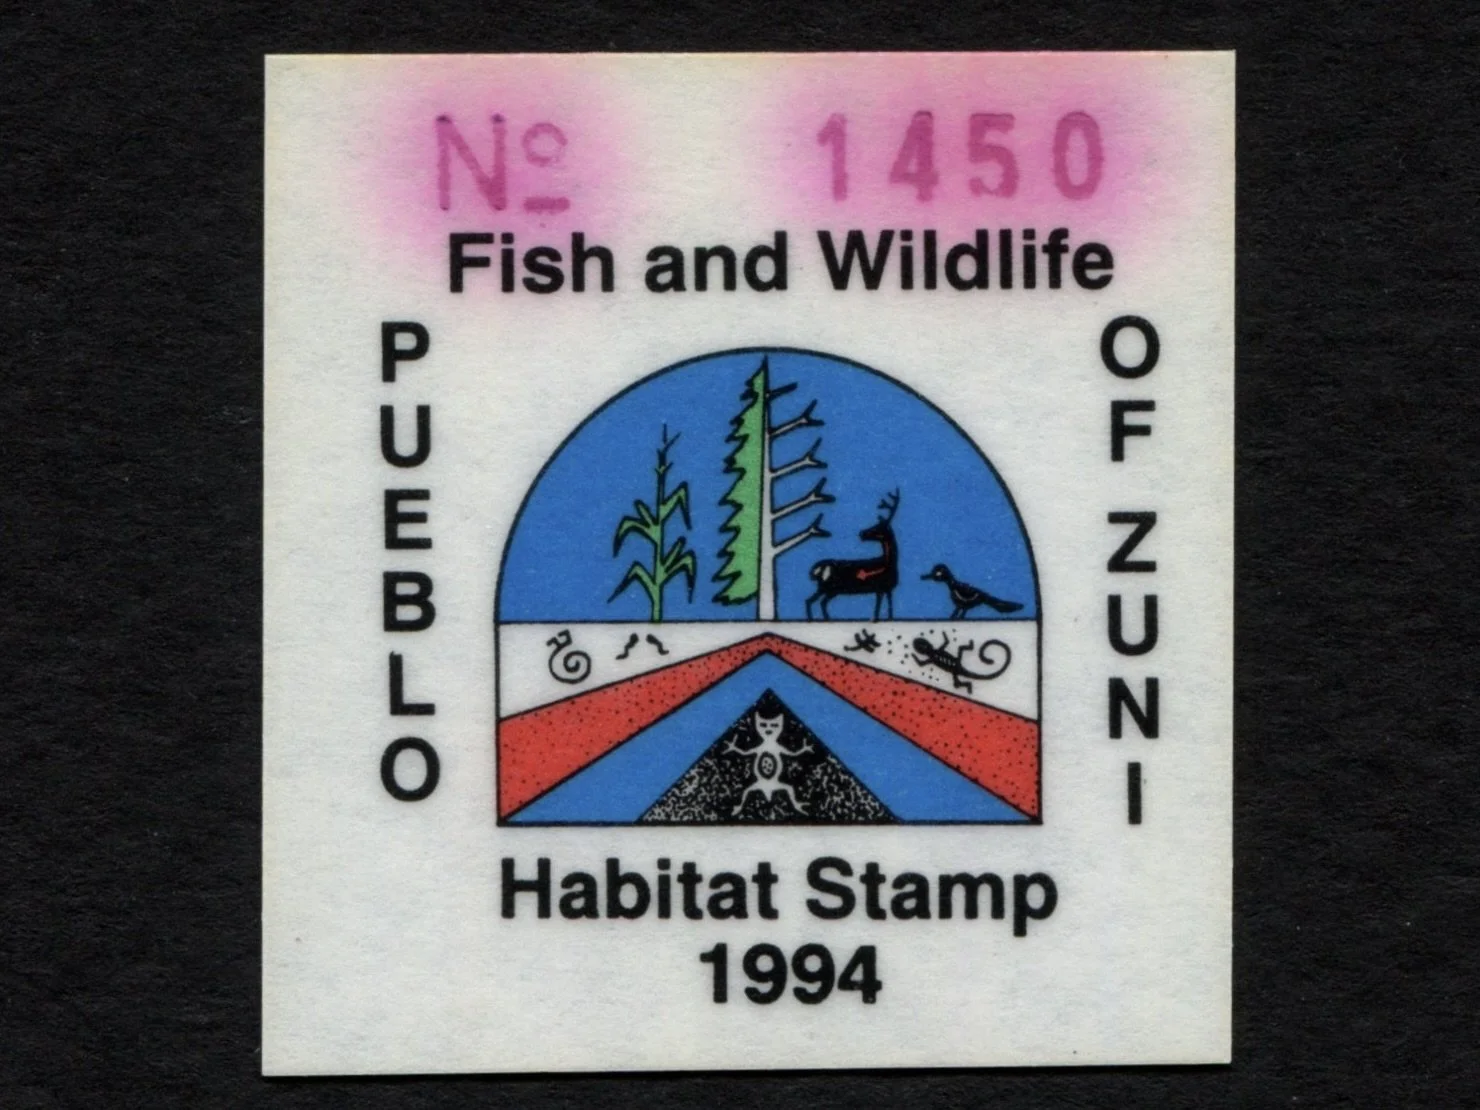 Nº 1450
Fish and Wildlife
PUEBLO
OF ZUNI
Habitat Stamp
1994